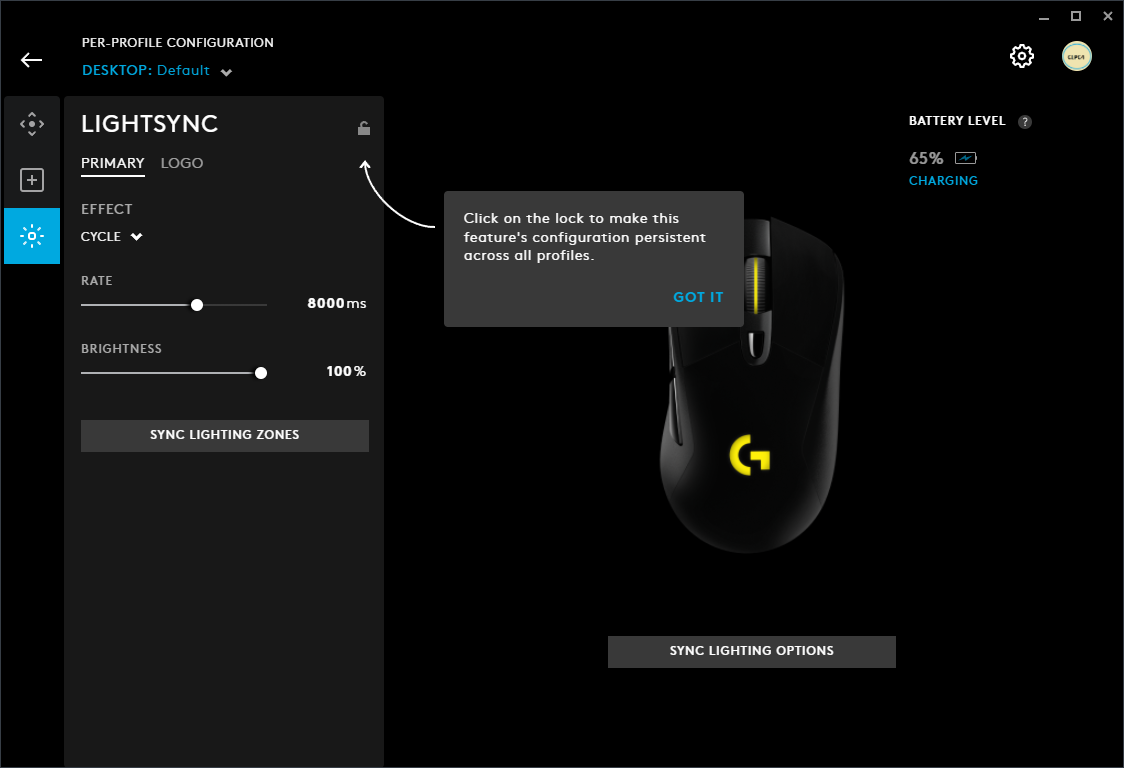 PER-PROFILE CONFIGURATION
DESKTOP: Default
LIGHTSYNC
PRIMARY LOGO
EFFECT
CYCLE
RATE
8000 ms
BRIGHTNESS
100 %
SYNC LIGHTING ZONES
Click on the lock to make this
feature's configuration persistent
across all profiles.
GOT IT
BATTERY LEVEL ?
65%
CHARGING
G
SYNC LIGHTING OPTIONS